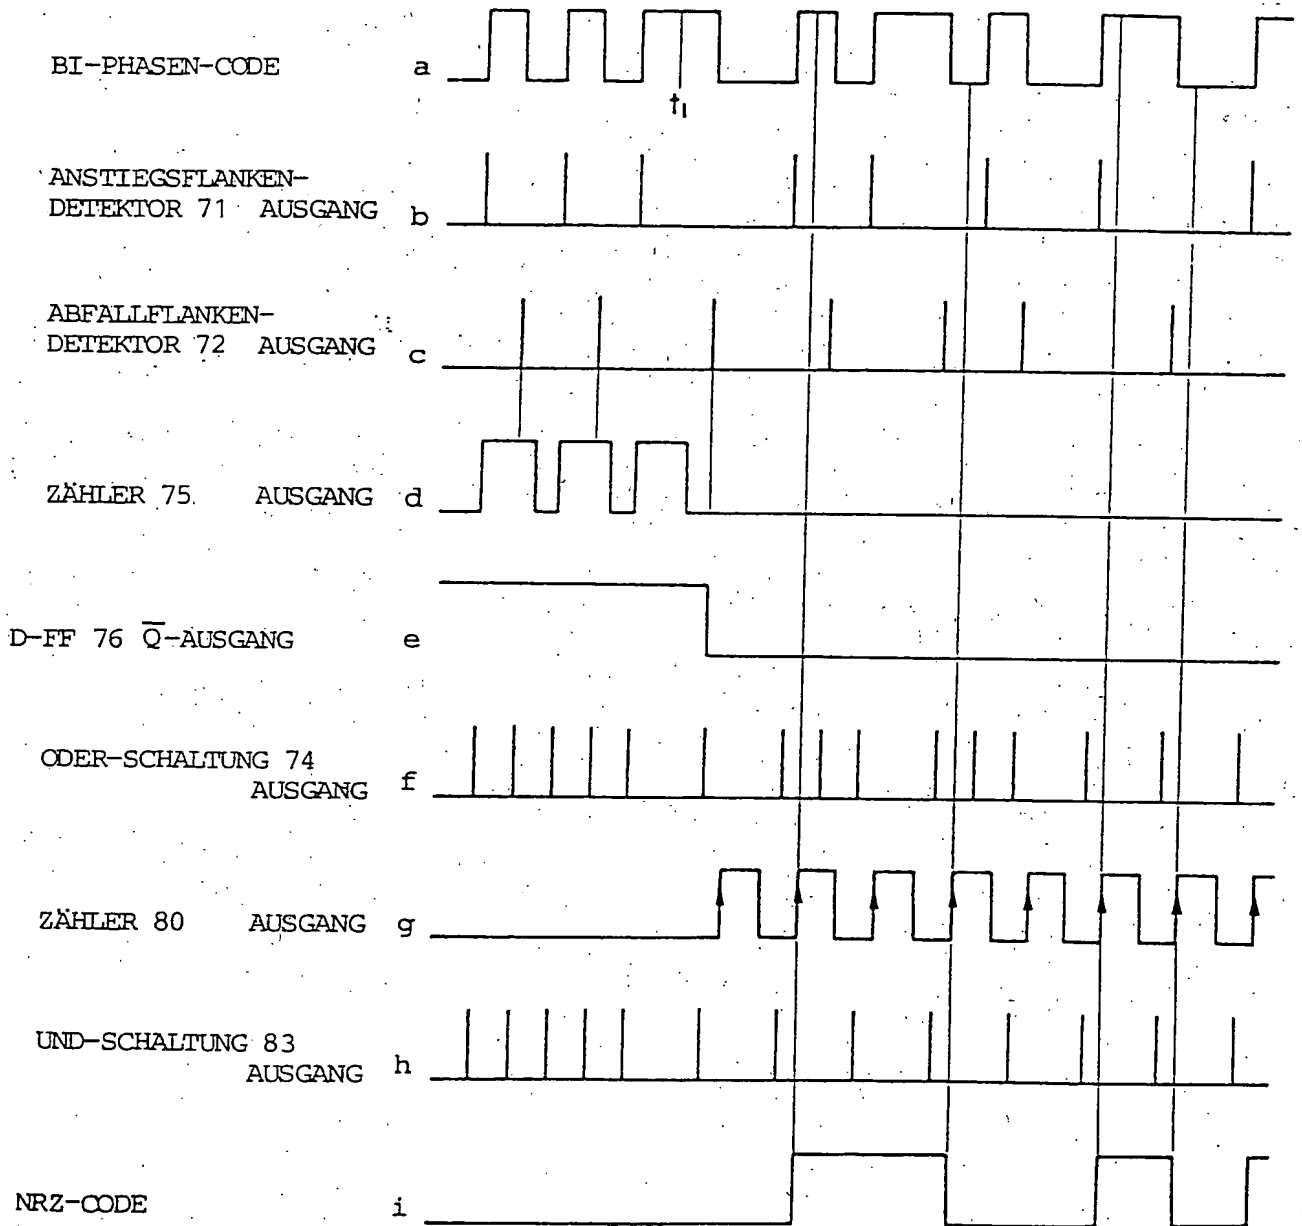 BI-PHASEN-CODE a
t1
ANSTIEGSFLANKEN-
DETEKTOR 71 AUSGANG b
ABFALLFLANKEN-
DETEKTOR 72 AUSGANG c
ZÄHLER 75. AUSGANG d
D-FF 76 Q̅-AUSGANG e
ODER-SCHALTUNG 74
AUSGANG f
ZÄHLER 80 AUSGANG g
UND-SCHALTUNG 83
AUSGANG h
NRZ-CODE i